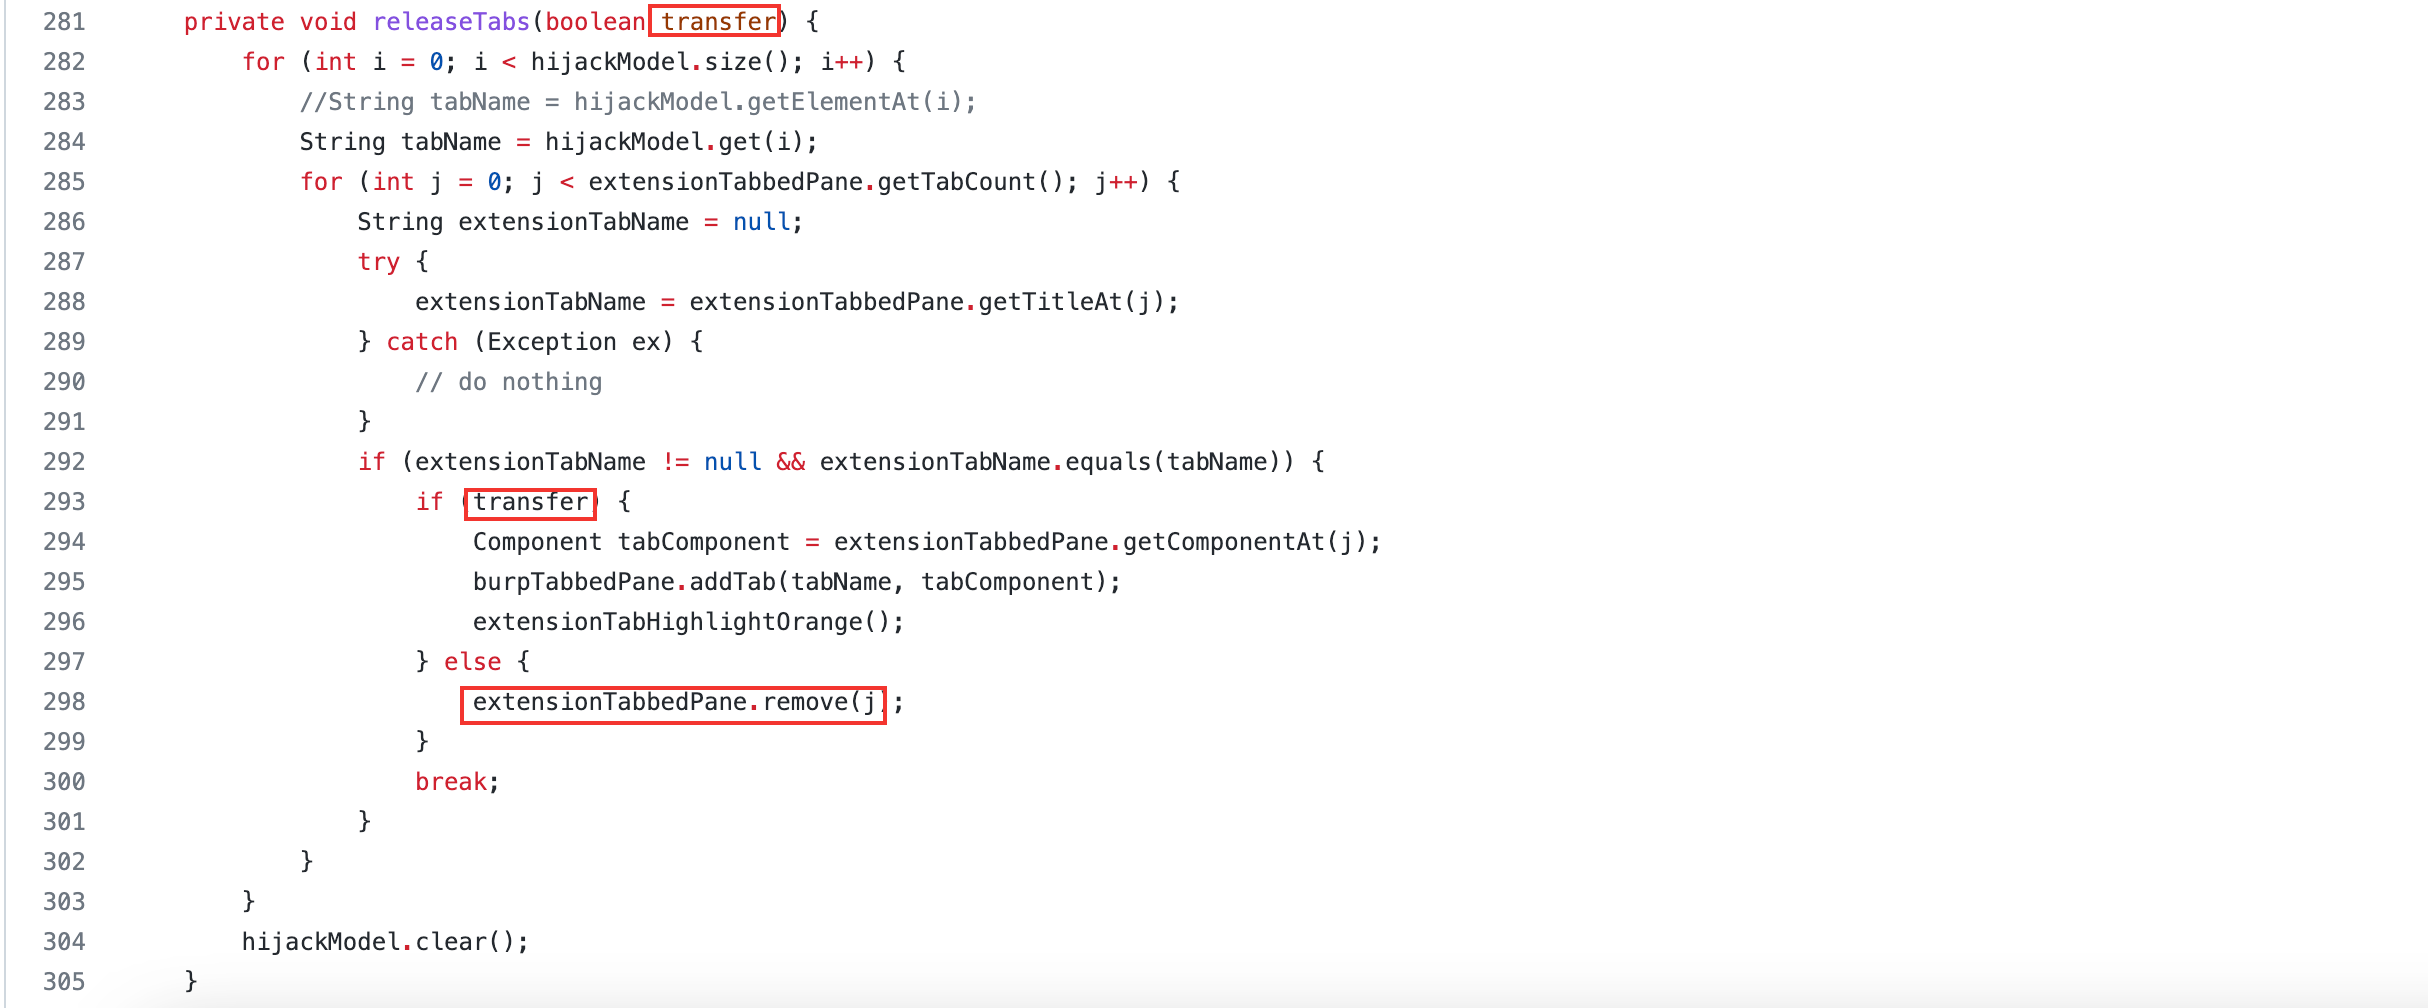 281 private void releaseTabs(boolean transfer) {
282 for (int i = 0; i < hijackModel.size(); i++) {
283 //String tabName = hijackModel.getElementAt(i);
284 String tabName = hijackModel.get(i);
285 for (int j = 0; j < extensionTabbedPane.getTabCount(); j++) {
286 String extensionTabName = null;
287 try {
288 extensionTabName = extensionTabbedPane.getTitleAt(j);
289 } catch (Exception ex) {
290 // do nothing
291 }
292 if (extensionTabName != null && extensionTabName.equals(tabName)) {
293 if (transfer) {
294 Component tabComponent = extensionTabbedPane.getComponentAt(j);
295 burpTabbedPane.addTab(tabName, tabComponent);
296 extensionTabHighlightOrange();
297 } else {
298 extensionTabbedPane.remove(j);
299 }
300 break;
301 }
302 }
303 }
304 hijackModel.clear();
305 }